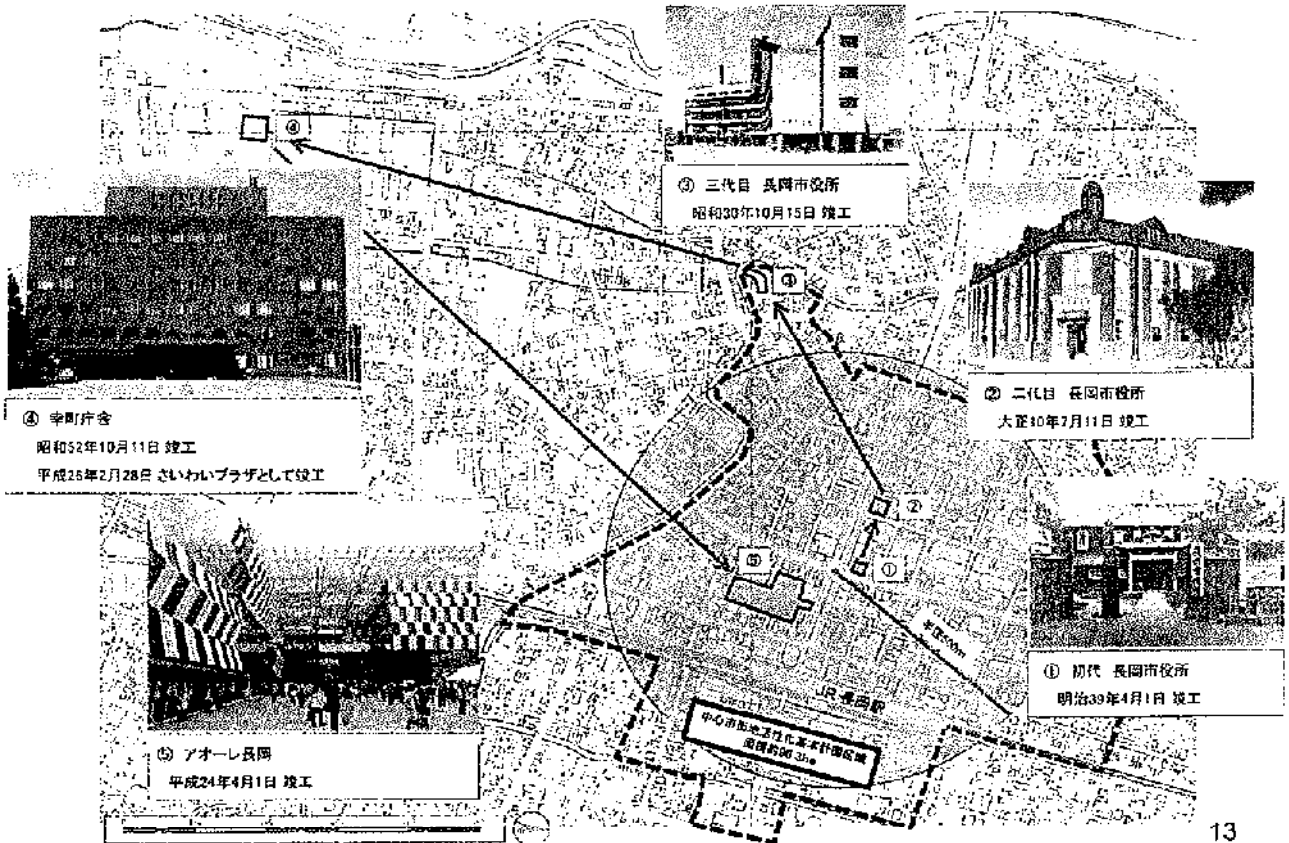 ④
③ 三代目 長岡市役所
昭和30年10月15日 竣工
③
② 二代目 長岡市役所
大正10年7月11日 竣工
④ 幸町庁舎
昭和52年10月11日 竣工
平成26年2月28日 さいわいプラザとして竣工
②
⑤
①
① 初代 長岡市役所
明治39年4月1日 竣工
JR 長岡駅
中心市街地活性化基本計画区域
⑤ アオーレ長岡
平成24年4月1日 竣工
13